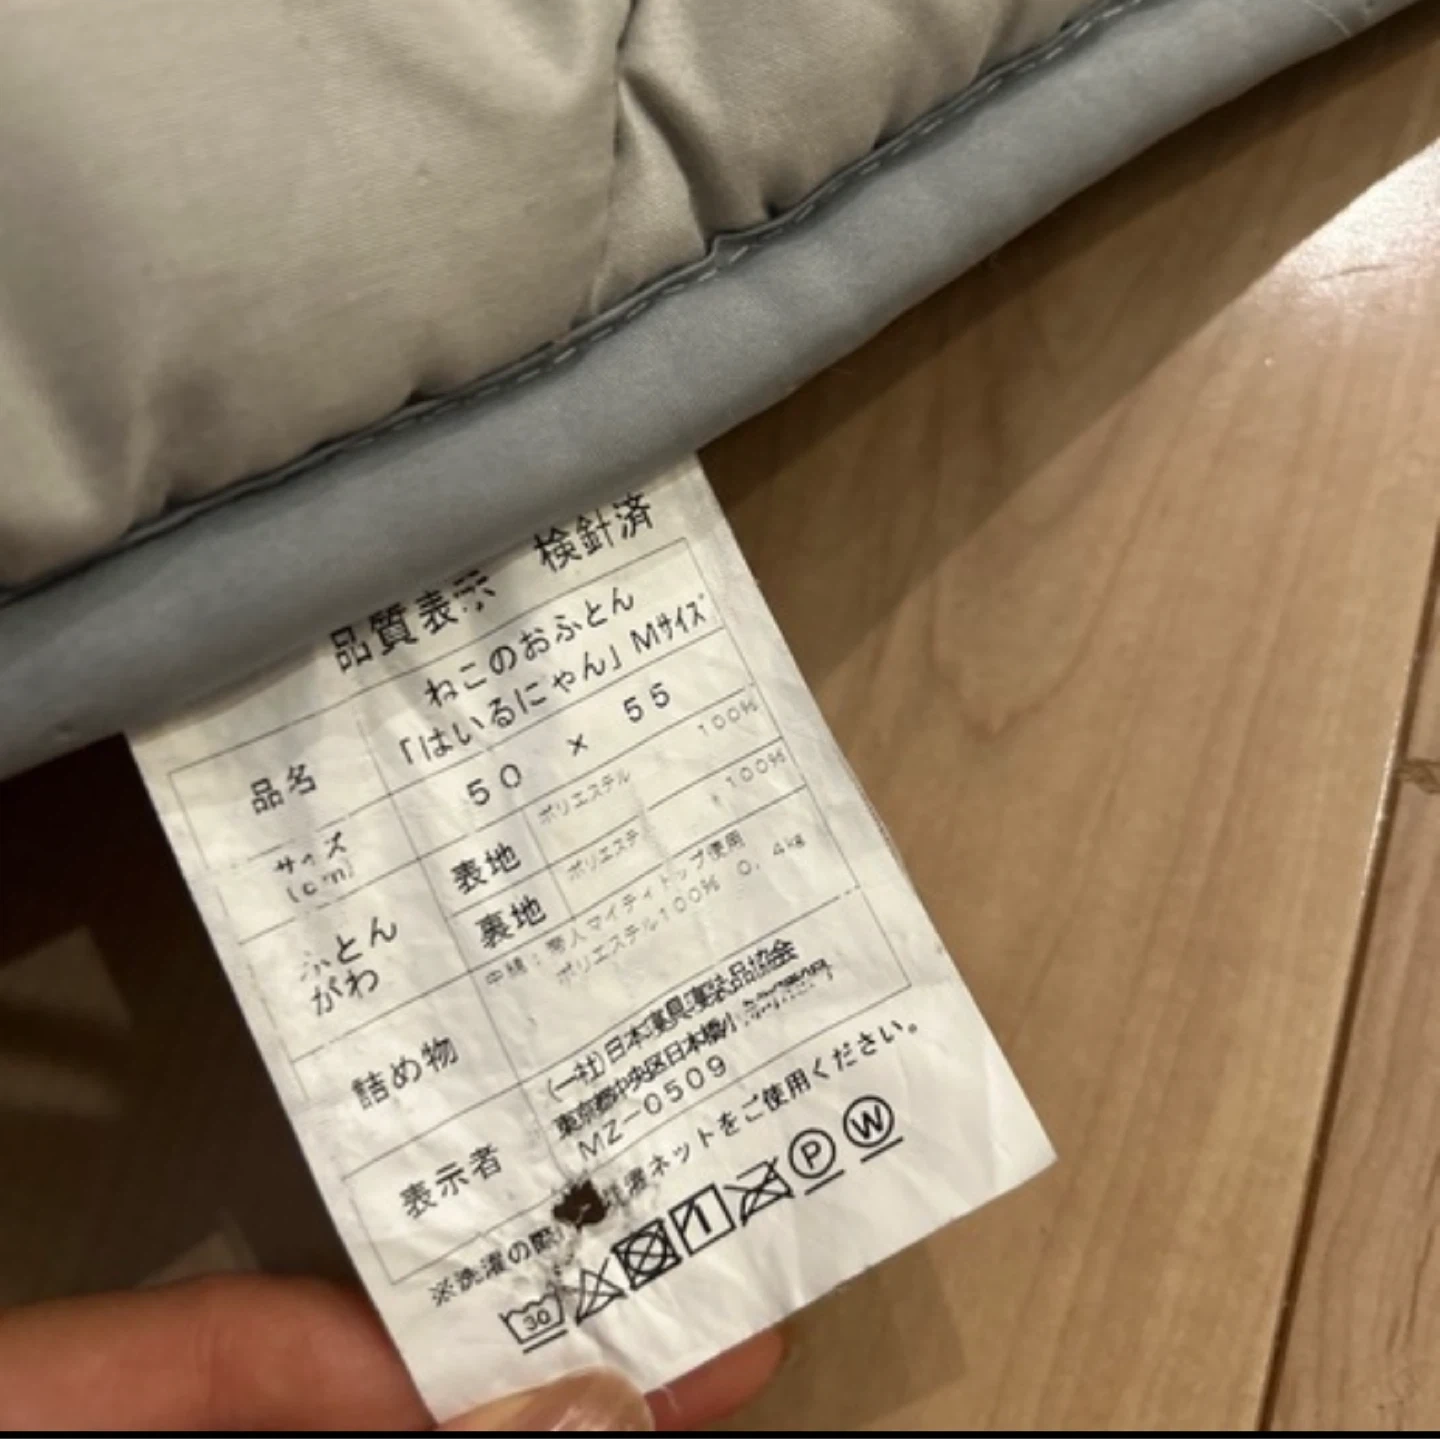 品質表示 検針済
品名 ねこのおふとん
「はいるにゃん」Mサイズ
サイズ(cm) 50 × 55
ふとんがわ 表地 ポリエステル 100%
裏地 ポリエステ 100%
詰め物 中綿:帝人マイティトップ使用
ポリエステル100% 0.4kg
表示者 (一社)日本寝具寝装品協会
東京都中央区日本橋小
MZ-0509
※洗濯の際 洗濯ネットをご使用ください。
30 P W